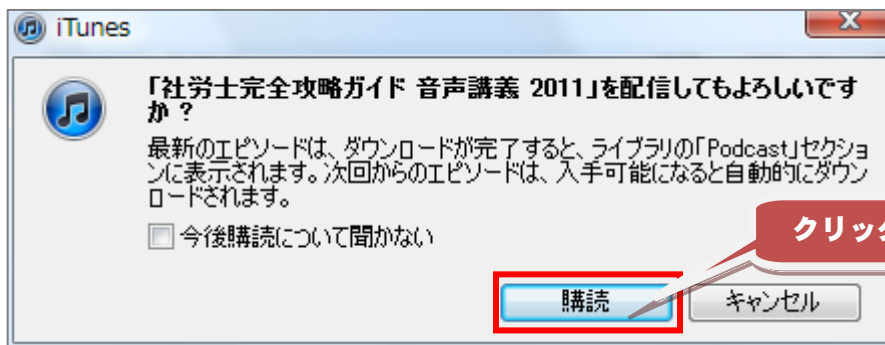 iTunes
「社労士完全攻略ガイド 音声講義 2011」を配信してもよろしいです
か？
最新のエピソードは、ダウンロードが完了すると、ライブラリの「Podcast」セクショ
ンに表示されます。次回からのエピソードは、入手可能になると自動的にダウン
ロードされます。
今後購読について聞かない
クリック
購読
キャンセル